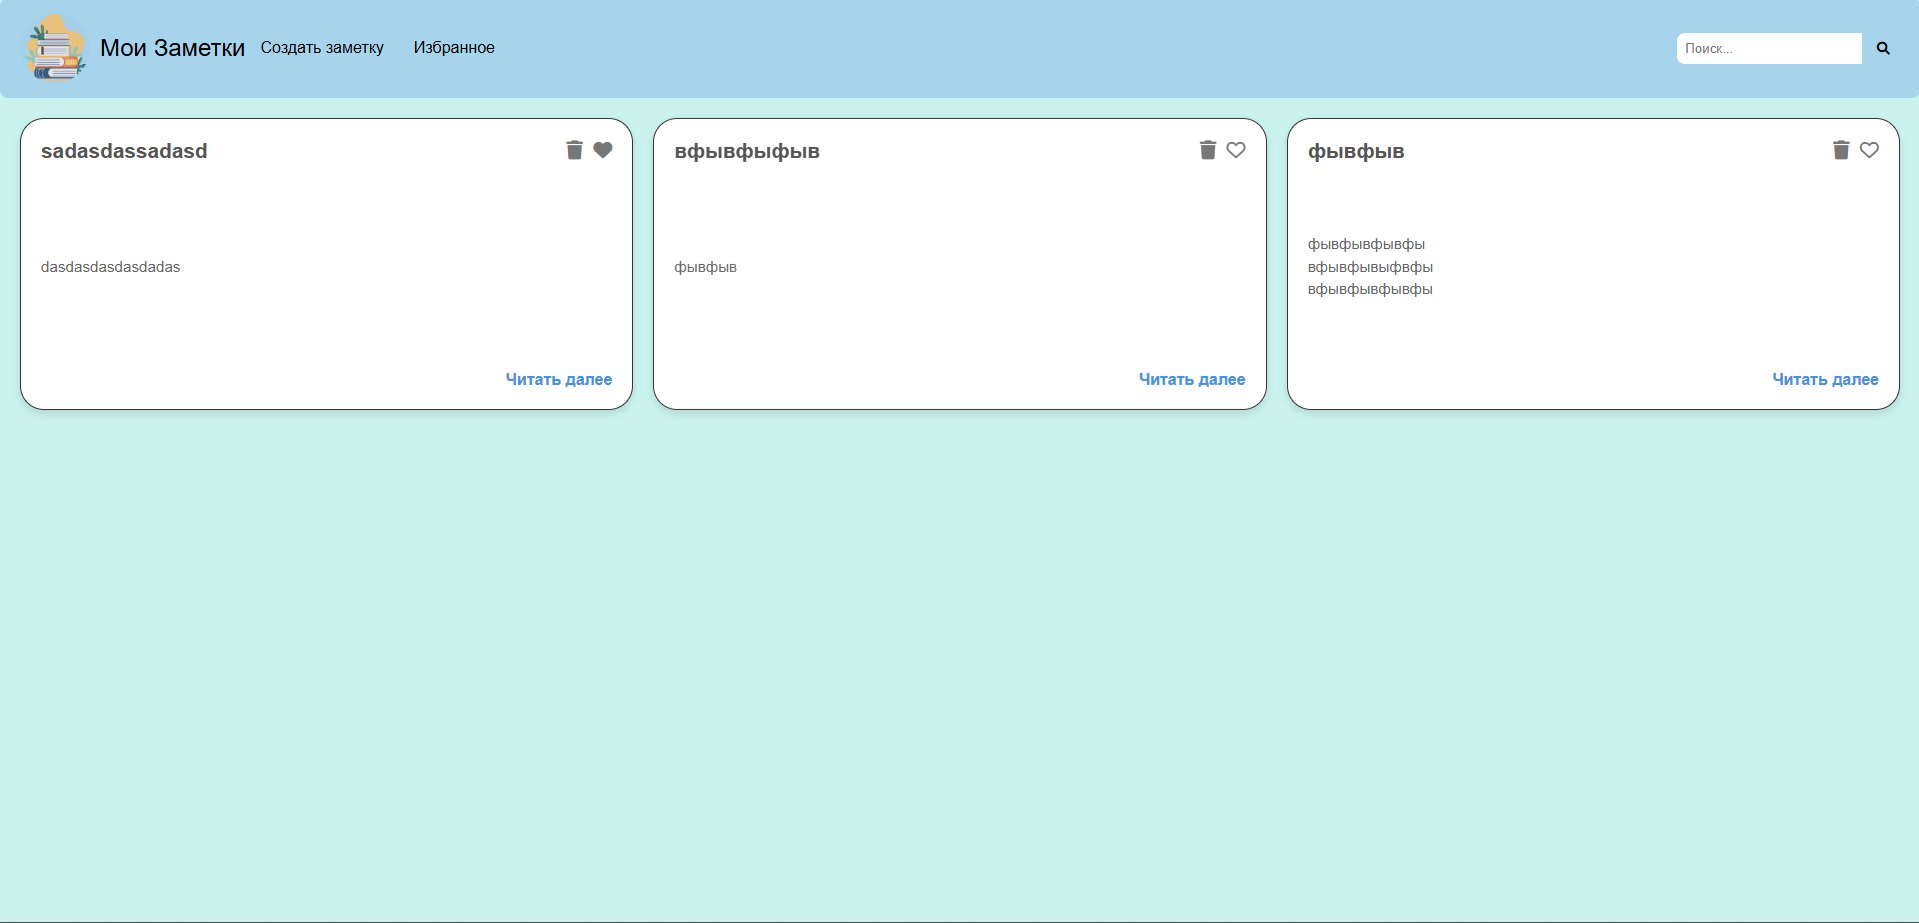 Мои Заметки
Создать заметку
Избранное
Поиск...
sadasdassadasd
dasdasdasdasdadas
Читать далее
вфывфыфыв
фывфыв
Читать далее
фывфыв
фывфывфывфы
вфывфывыфвфы
вфывфывфывфы
Читать далее